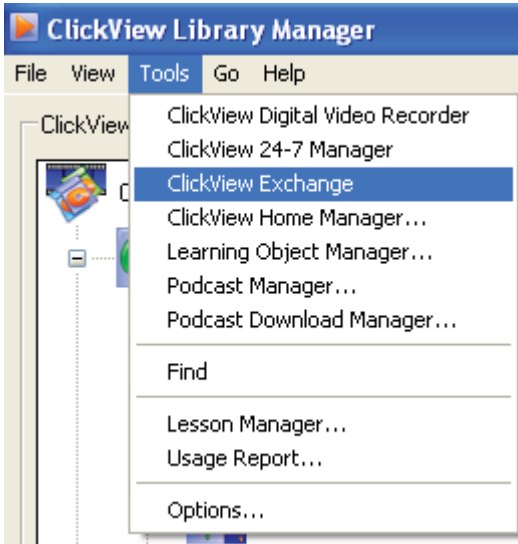 ClickView Library Manager
File View Tools Go Help
ClickView
ClickView Digital Video Recorder
ClickView 24-7 Manager
ClickView Exchange
ClickView Home Manager...
Learning Object Manager...
Podcast Manager...
Podcast Download Manager...
Find
Lesson Manager...
Usage Report...
Options...